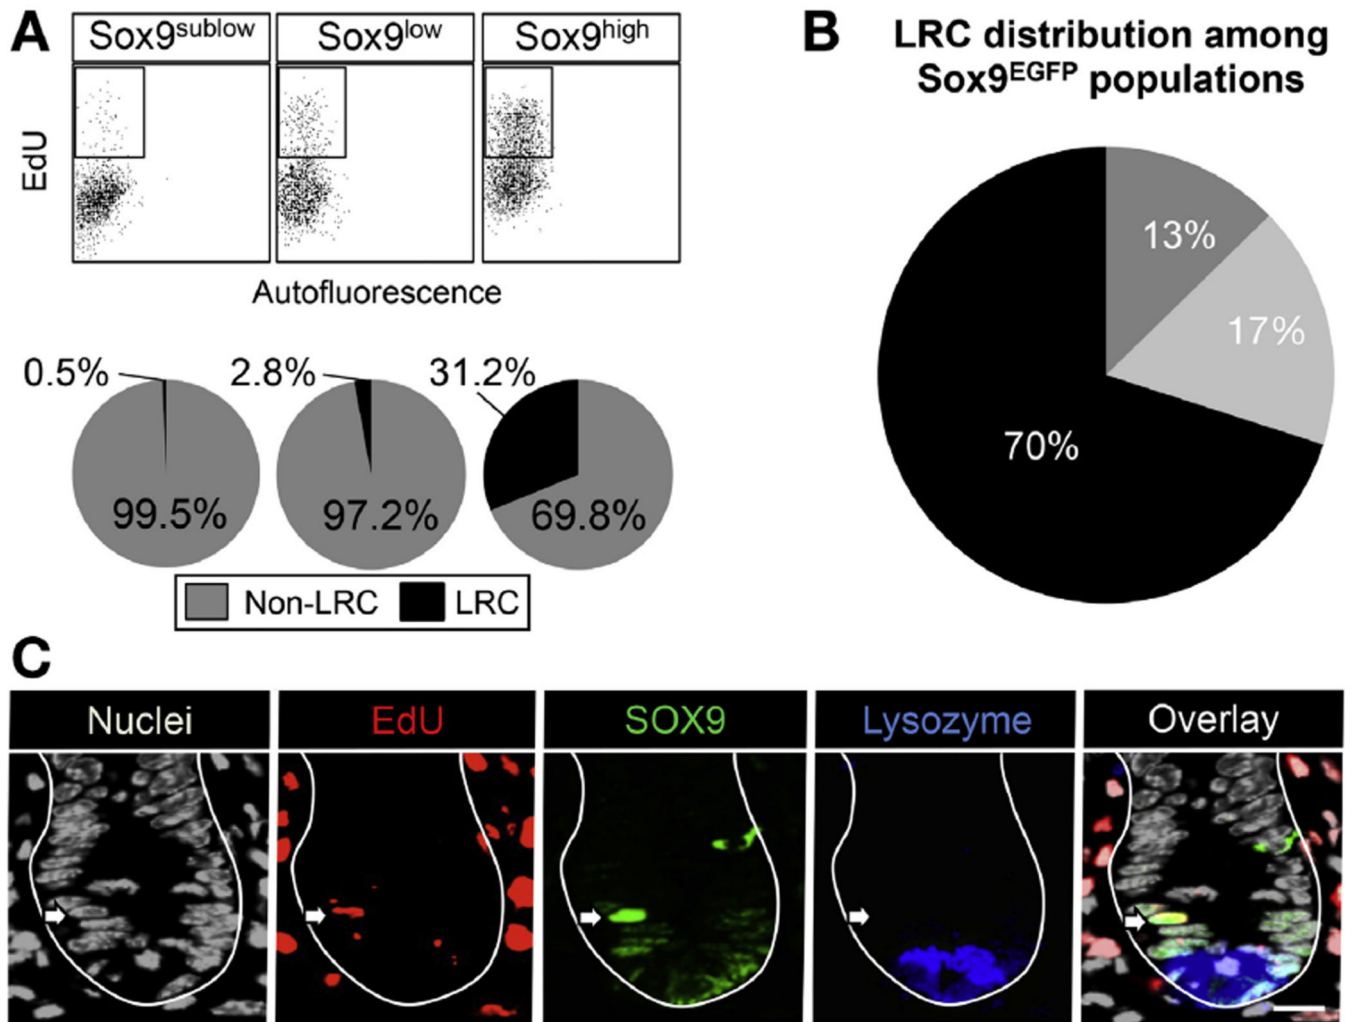 A
Sox9sublow
Sox9low
Sox9high
EdU
Autofluorescence
0.5%
2.8%
31.2%
99.5%
97.2%
69.8%
Non-LRC
LRC
B
LRC distribution among
Sox9EGFP populations
13%
17%
70%
C
Nuclei
EdU
SOX9
Lysozyme
Overlay